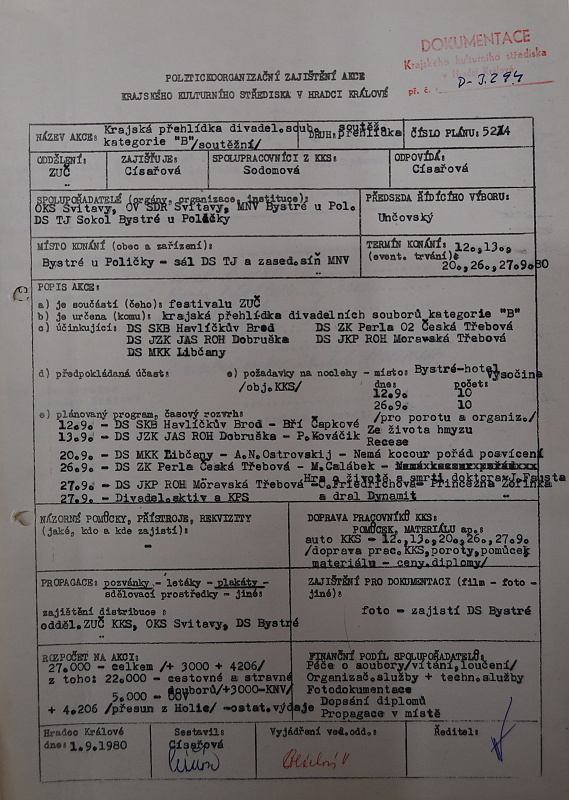 DOKUMENTACE
Krajského kulturního střediska
v Hradci Králové
př. č. D-J.294
POLITICKOORGANIZAČNÍ ZAJIŠTĚNÍ AKCE
KRAJSKÉHO KULTURNÍHO STŘEDISKA V HRADCI KRÁLOVÉ
NÁZEV AKCE: Krajská přehlídka divadel.soub. soutěža
kategorie "B"/soutěžní/ DRUH: přehlídka ČÍSLO PLÁNU: 5214
ODDĚLENÍ: ZAJIŠŤUJE: SPOLUPRACOVNÍCI Z KKS: ODPOVÍDÁ:
ZUČ Císařová Sodomová Císařová
SPOLUPOŘADATELÉ (orgány, organizace, instituce): PŘEDSEDA ŘÍDÍCÍHO VÝBORU:
OKS Svitavy, OV SDR Svitavy, MNV Bystré u Pol.
DS TJ Sokol Bystré u Poličky Unčovský
MÍSTO KONÁNÍ (obec a zařízení): TERMÍN KONÁNÍ: 12.,13.,
(event. trvání):
Bystré u Poličky - sál DS TJ a zased.síň MNV 20.,26.,27.9.80
POPIS AKCE:
a) je součástí (čeho): festivalu ZUČ
b) je určena (komu): krajská přehlídka divadelních souborů kategorie "B"
c) účinkující: DS SKB Havlíčkův Brod DS ZK Perla 02 Česká Třebová
DS JZK JAS ROH Dobruška DS JKP ROH Moravská Třebová
DS MKK Libčany
d) předpokládaná účast: e) požadavky na noclehy - místo: Bystré-hotel Vysočina
/obj.KKS/ dne: počet:
12.9. 10
26.9. 10
e) plánovaný program, časový rozvrh: /pro porotu a organiz./
12.9. - DS SKB Havlíčkův Brod - Bří Čapkové Ze života hmyzu
13.9. - DS JZK JAS ROH Dobruška - P.Kováčik Recese
20.9. - DS MKK Libčany - A.N.Ostrovskij - Nemá kocour pořád posvícení
26.9. - DS ZK Perla Česká Třebová - M.Calábek -
Hra o životě a smrti doktora J.Fausta
27.9. - DS JKP ROH Moravská Třebová - C.Friedrichová- Princezna Zořinka
27.9. - Divadel.aktiv a KPS a dral Dynamit "
NÁZORNÉ POMŮCKY, PŘÍSTROJE, REKVIZITY DOPRAVA PRACOVNÍKŮ KKS:
(jaké, kdo a kde zajistí): POMŮCEK, MATERIÁLU ap.:
- auto KKS - 12.,13.,20.,26.,27.9.
/doprava prac.KKS,poroty,pomůcek
materiálu - ceny.diplomy/
PROPAGACE: pozvánky - letáky - plakáty - ZAJIŠTĚNÍ PRO DOKUMENTACI (film - foto -
sdělovací prostředky - jiné: jiné):
zajištění distribuce : foto - zajistí DS Bystré
odděl.ZUČ KKS, OKS Svitavy, DS Bystré
ROZPOČET NA AKCI: FINANČNÍ PODÍL SPOLUPOŘADATELŮ:
27.000 - celkem /+ 3000 + 4206/ Péče o soubory/vítání,loučení/
z toho: 22.000 - cestovné a stravné Organizač.služby + techn.služby
souborů/+3000-KNV/ Fotodokumentace
5.000 - OOV Dopsání diplomů
+ 4.206 /přesun z Holic/ -ostat.výdaje Propagace v místě
Hradec Králové Sestavil: Vyjádření ved.odd.: Ředitel:
dne: 1.9.1980 Císařová